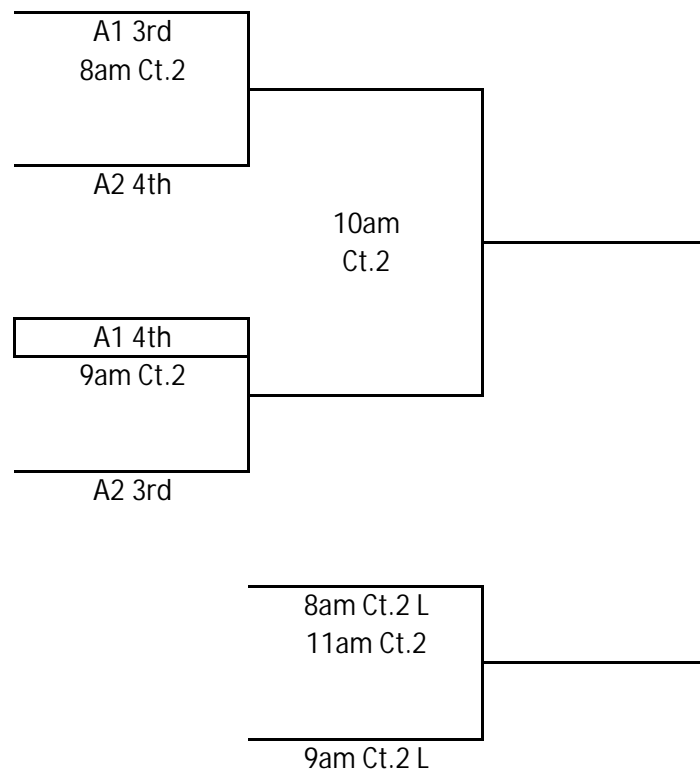 A1 3rd
8am Ct.2
A2 4th
10am
Ct.2
A1 4th
9am Ct.2
A2 3rd
8am Ct.2 L
11am Ct.2
9am Ct.2 L